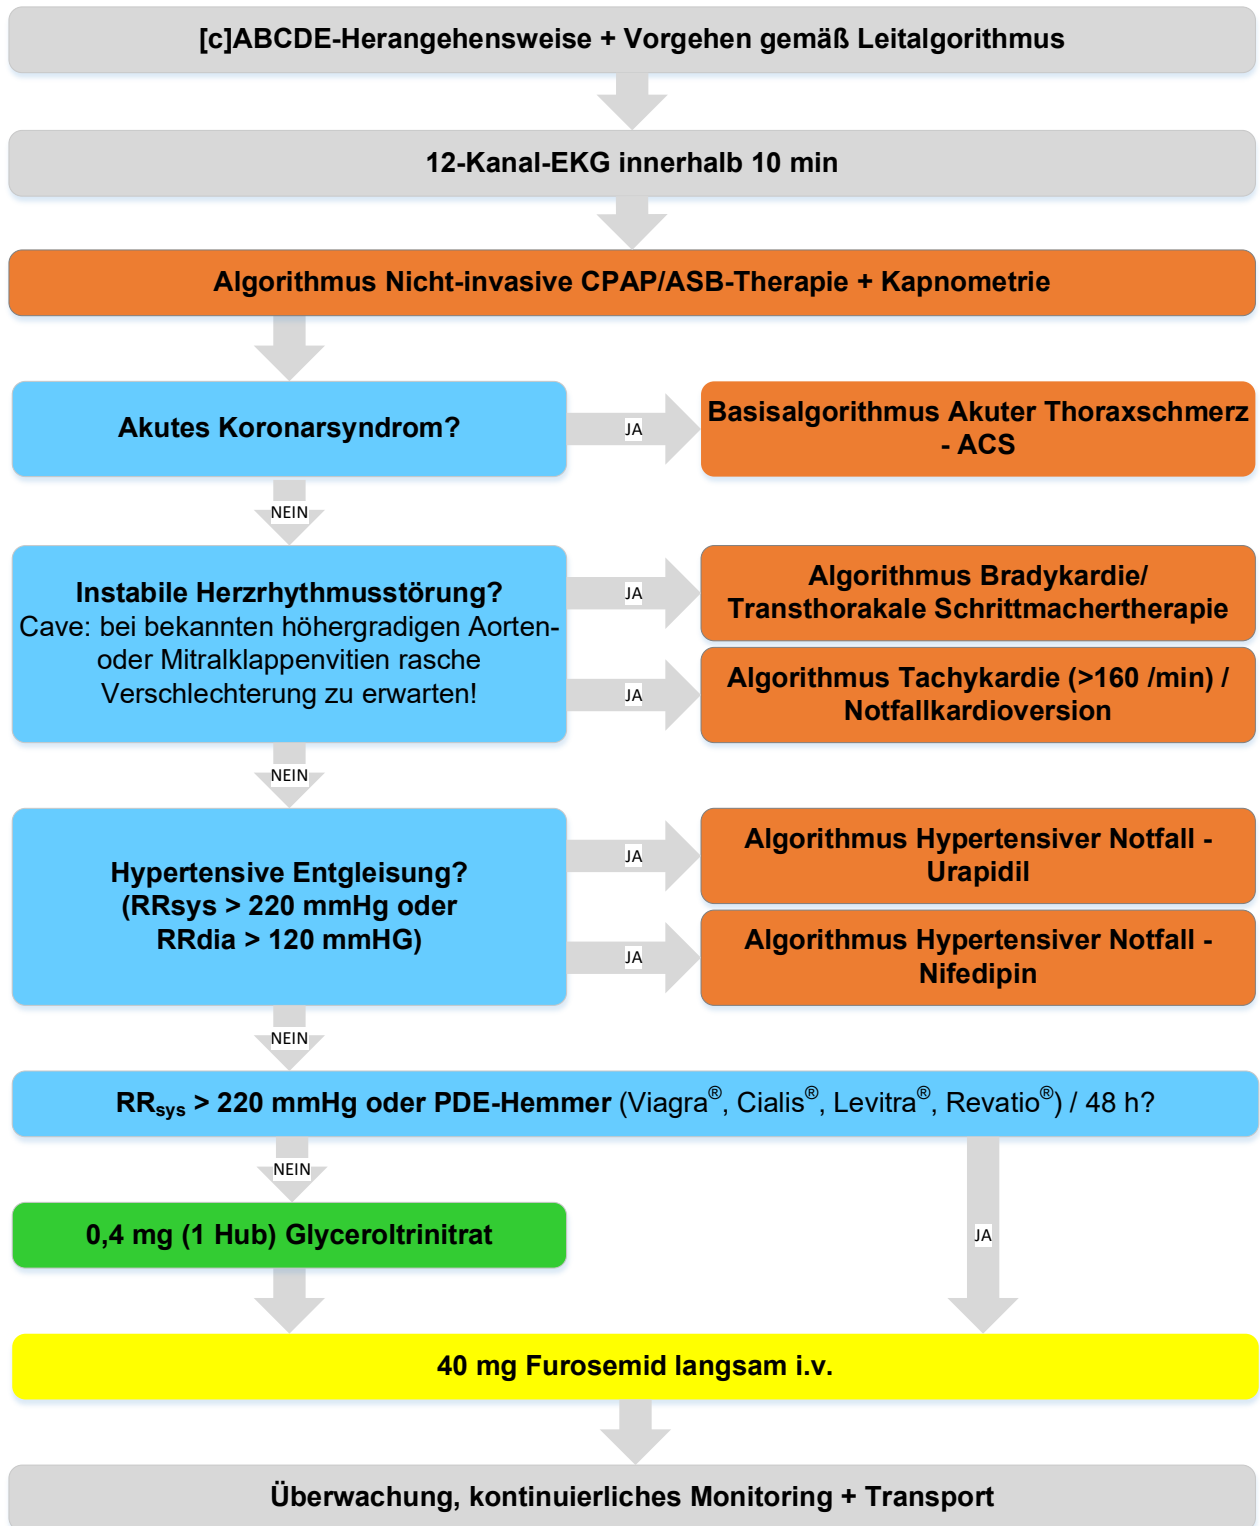 [c]ABCDE-Herangehensweise + Vorgehen gemäß Leitalgorithmus
12-Kanal-EKG innerhalb 10 min
Algorithmus Nicht-invasive CPAP/ASB-Therapie + Kapnometrie
Akutes Koronarsyndrom?
JA
Basisalgorithmus Akuter Thoraxschmerz
- ACS
NEIN
Instabile Herzrhythmusstörung?
Cave: bei bekannten höhergradigen Aorten-
oder Mitralklappenvitien rasche
Verschlechterung zu erwarten!
JA
Algorithmus Bradykardie/
Transthorakale Schrittmachertherapie
JA
Algorithmus Tachykardie (>160 /min) /
Notfallkardioversion
NEIN
Hypertensive Entgleisung?
(RRsys > 220 mmHg oder
RRdia > 120 mmHG)
JA
Algorithmus Hypertensiver Notfall -
Urapidil
JA
Algorithmus Hypertensiver Notfall -
Nifedipin
NEIN
RRsys > 220 mmHg oder PDE-Hemmer (Viagra®, Cialis®, Levitra®, Revatio®) / 48 h?
NEIN
0,4 mg (1 Hub) Glyceroltrinitrat
JA
40 mg Furosemid langsam i.v.
Überwachung, kontinuierliches Monitoring + Transport